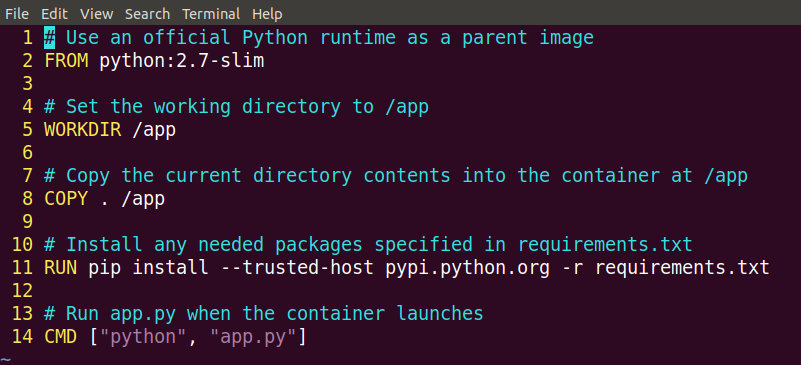 File Edit View Search Terminal Help
1 # Use an official Python runtime as a parent image
2 FROM python:2.7-slim
3
4 # Set the working directory to /app
5 WORKDIR /app
6
7 # Copy the current directory contents into the container at /app
8 COPY . /app
9
10 # Install any needed packages specified in requirements.txt
11 RUN pip install --trusted-host pypi.python.org -r requirements.txt
12
13 # Run app.py when the container launches
14 CMD ["python", "app.py"]
~